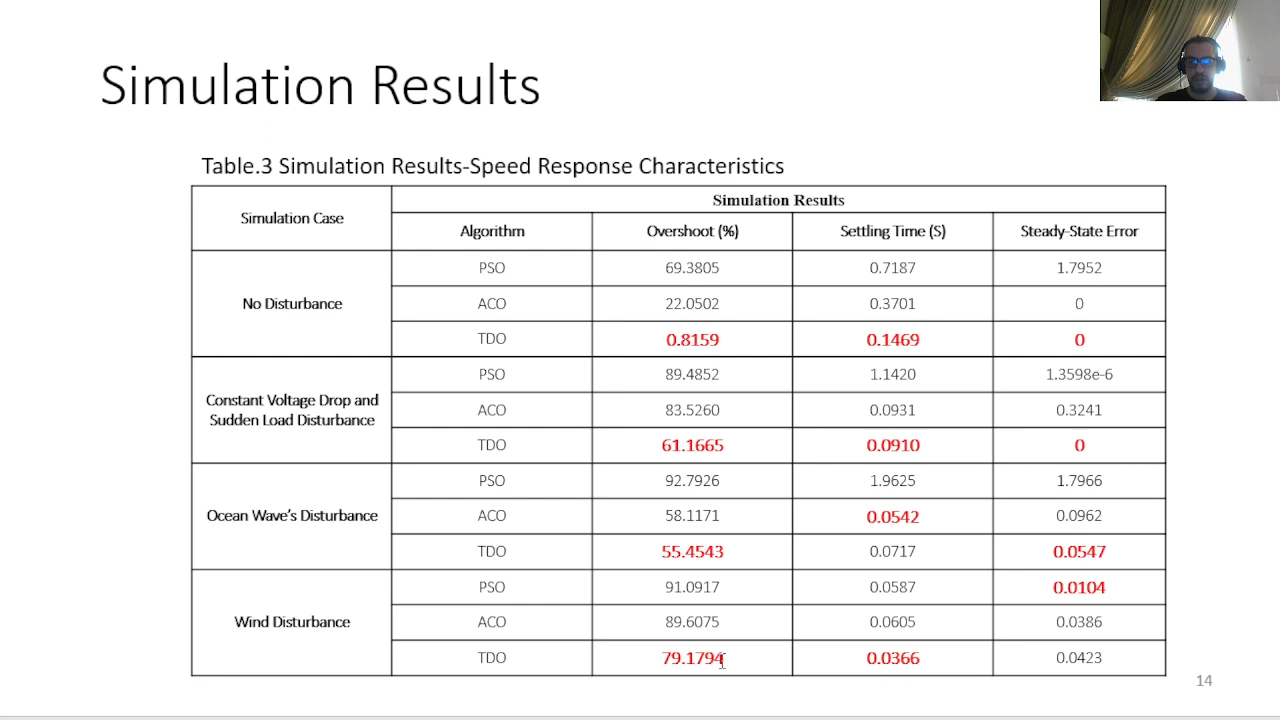 Simulation Results
Table.3 Simulation Results-Speed Response Characteristics
Simulation Case
Simulation Results
Algorithm Overshoot (%) Settling Time (S) Steady-State Error
No Disturbance
PSO 69.3805 0.7187 1.7952
ACO 22.0502 0.3701 0
TDO 0.8159 0.1469 0
Constant Voltage Drop and
Sudden Load Disturbance
PSO 89.4852 1.1420 1.3598e-6
ACO 83.5260 0.0931 0.3241
TDO 61.1665 0.0910 0
Ocean Wave’s Disturbance
PSO 92.7926 1.9625 1.7966
ACO 58.1171 0.0542 0.0962
TDO 55.4543 0.0717 0.0547
Wind Disturbance
PSO 91.0917 0.0587 0.0104
ACO 89.6075 0.0605 0.0386
TDO 79.1794 0.0366 0.0423
14